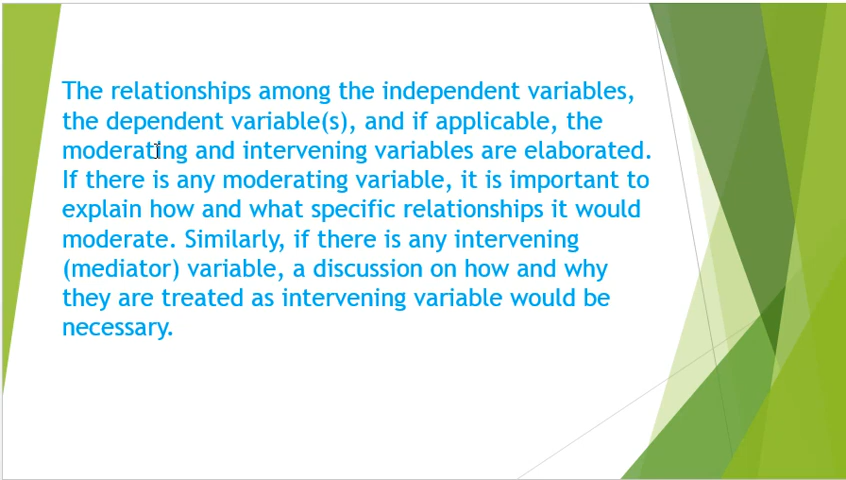 The relationships among the independent variables,
the dependent variable(s), and if applicable, the
moderating and intervening variables are elaborated.
If there is any moderating variable, it is important to
explain how and what specific relationships it would
moderate. Similarly, if there is any intervening
(mediator) variable, a discussion on how and why
they are treated as intervening variable would be
necessary.